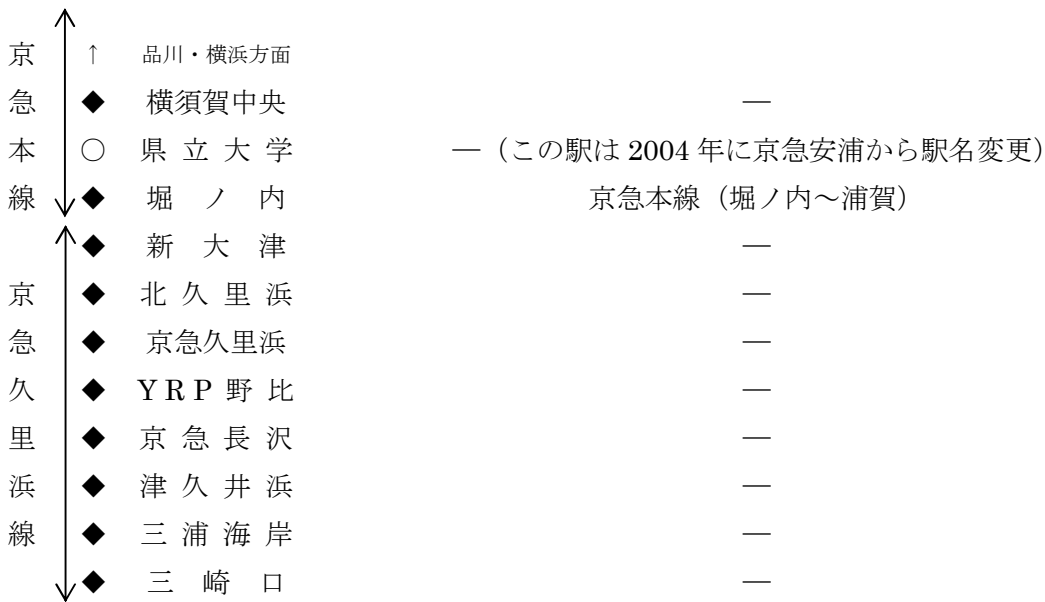 京 ↑ 品川・横浜方面
急 ◆ 横須賀中央 ―
本 ○ 県立大学 ―（この駅は 2004 年に京急安浦から駅名変更）
線 ◆ 堀ノ内 京急本線（堀ノ内～浦賀）
◆ 新大津 ―
京 ◆ 北久里浜 ―
急 ◆ 京急久里浜 ―
久 ◆ YRP野比 ―
里 ◆ 京急長沢 ―
浜 ◆ 津久井浜 ―
線 ◆ 三浦海岸 ―
◆ 三崎口 ―